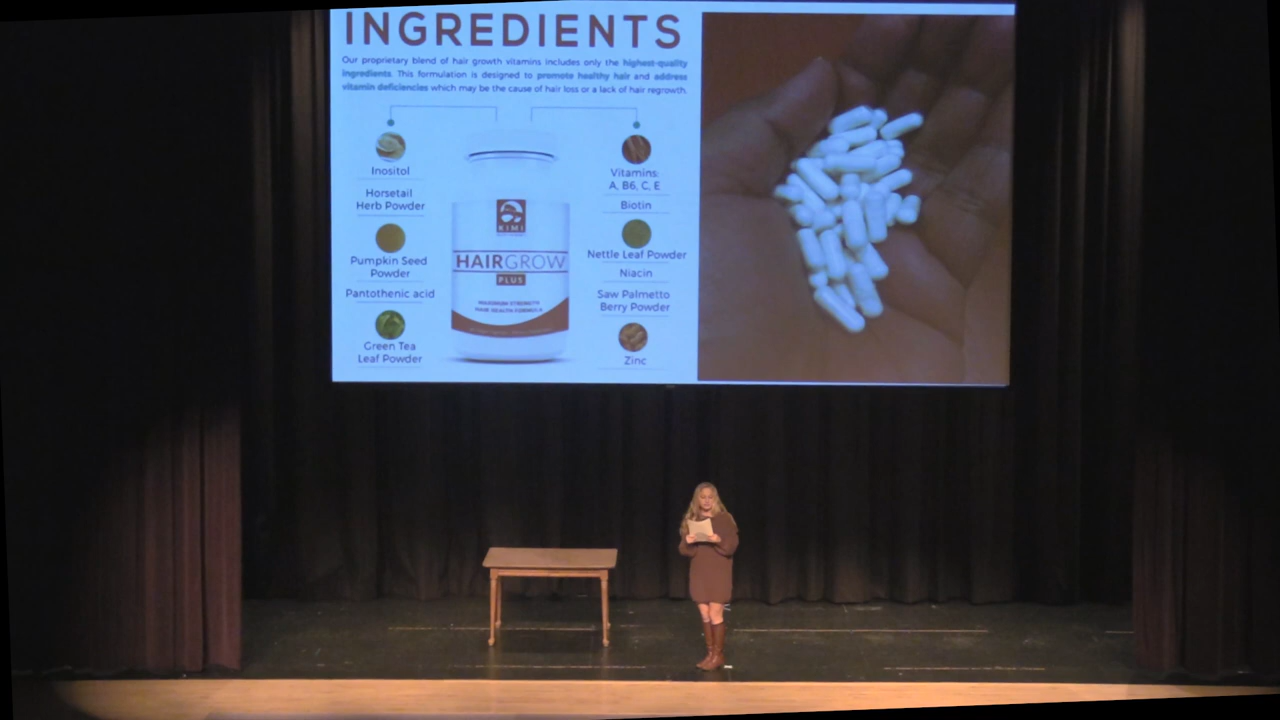 INGREDIENTS
Our proprietary blend of hair growth vitamins includes only the highest-quality
ingredients. This formulation is designed to promote healthy hair and address
vitamin deficiencies which may be the cause of hair loss or a lack of hair regrowth.
Inositol
Horsetail
Herb Powder
Pumpkin Seed
Powder
Pantothenic acid
Green Tea
Leaf Powder
KIMI
HAIRGROW
PLUS
MAXIMUM STRENGTH
HAIR HEALTH FORMULA
Vitamins:
A, B6, C, E
Biotin
Nettle Leaf Powder
Niacin
Saw Palmetto
Berry Powder
Zinc